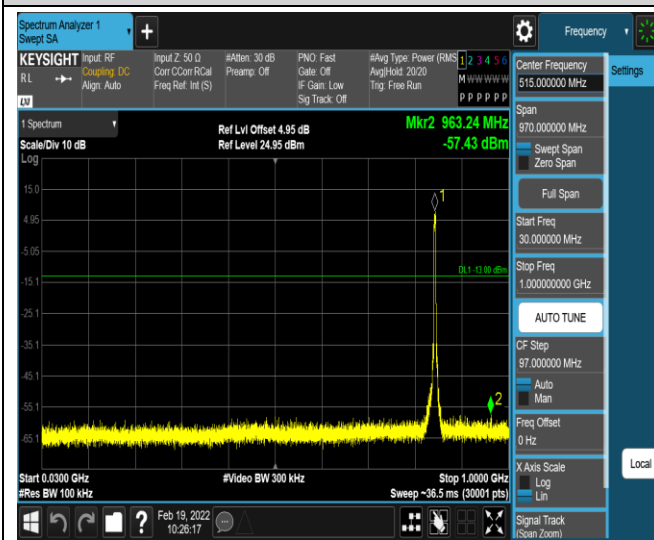 Spectrum Analyzer 1
Swept SA
+
Frequency
KEYSIGHT
RL
LXI
Input: RF
Coupling: DC
Align: Auto
Input Z: 50 Ω
Corr CCorr RCal
Freq Ref: Int (S)
#Atten: 30 dB
Preamp: Off
PNO: Fast
Gate: Off
IF Gain: Low
Sig Track: Off
#Avg Type: Power (RMS
Avg|Hold: 20/20
Trig: Free Run
1 2 3 4 5 6
M W W W W W
P P P P P P
1 Spectrum
Scale/Div 10 dB
Log
Ref Lvl Offset 4.95 dB
Ref Level 24.95 dBm
Mkr2 963.24 MHz
-57.43 dBm
15.0
4.95
-5.05
-15.1
-25.1
-35.1
-45.1
-55.1
-65.1
1
DL1 -13.00 dBm
2
Start 0.0300 GHz
#Res BW 100 kHz
#Video BW 300 kHz
Stop 1.0000 GHz
Sweep ~36.5 ms (30001 pts)
?
Feb 19, 2022
10:26:17
Center Frequency
515.000000 MHz
Span
970.000000 MHz
Swept Span
Zero Span
Full Span
Start Freq
30.000000 MHz
Stop Freq
1.000000000 GHz
AUTO TUNE
CF Step
97.000000 MHz
Auto
Man
Freq Offset
0 Hz
X Axis Scale
Log
Lin
Signal Track
(Span Zoom)
Settings
Local